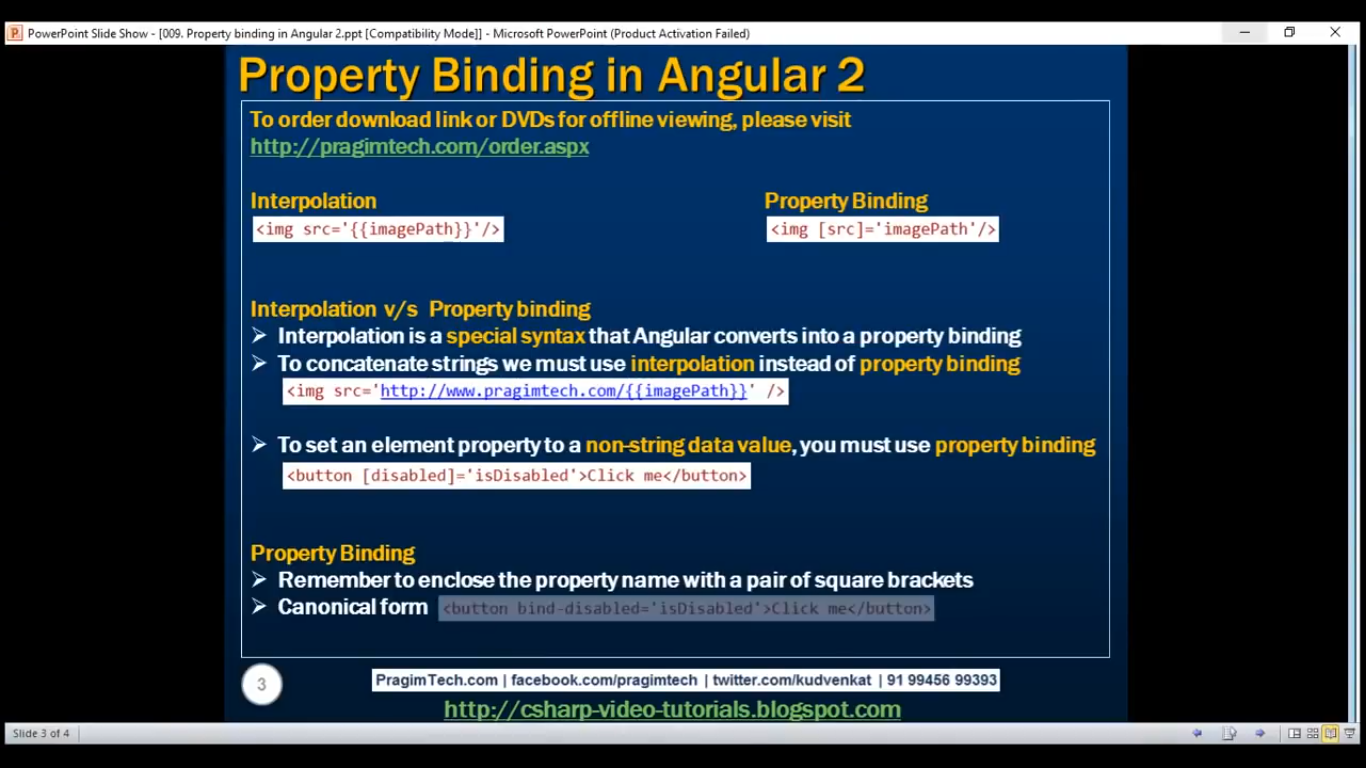 PowerPoint Slide Show - [009. Property binding in Angular 2.ppt [Compatibility Mode]] - Microsoft PowerPoint (Product Activation Failed)
Property Binding in Angular 2
To order download link or DVDs for offline viewing, please visit
http://pragimtech.com/order.aspx
Interpolation
<img src='{{imagePath}}'/>
Property Binding
<img [src]='imagePath'/>
Interpolation v/s Property binding
Interpolation is a special syntax that Angular converts into a property binding
To concatenate strings we must use interpolation instead of property binding
<img src='http://www.pragimtech.com/{{imagePath}}' />
To set an element property to a non-string data value, you must use property binding
<button [disabled]='isDisabled'>Click me</button>
Property Binding
Remember to enclose the property name with a pair of square brackets
Canonical form <button bind-disabled='isDisabled'>Click me</button>
3
PragimTech.com | facebook.com/pragimtech | twitter.com/kudvenkat | 91 99456 99393
http://csharp-video-tutorials.blogspot.com
Slide 3 of 4